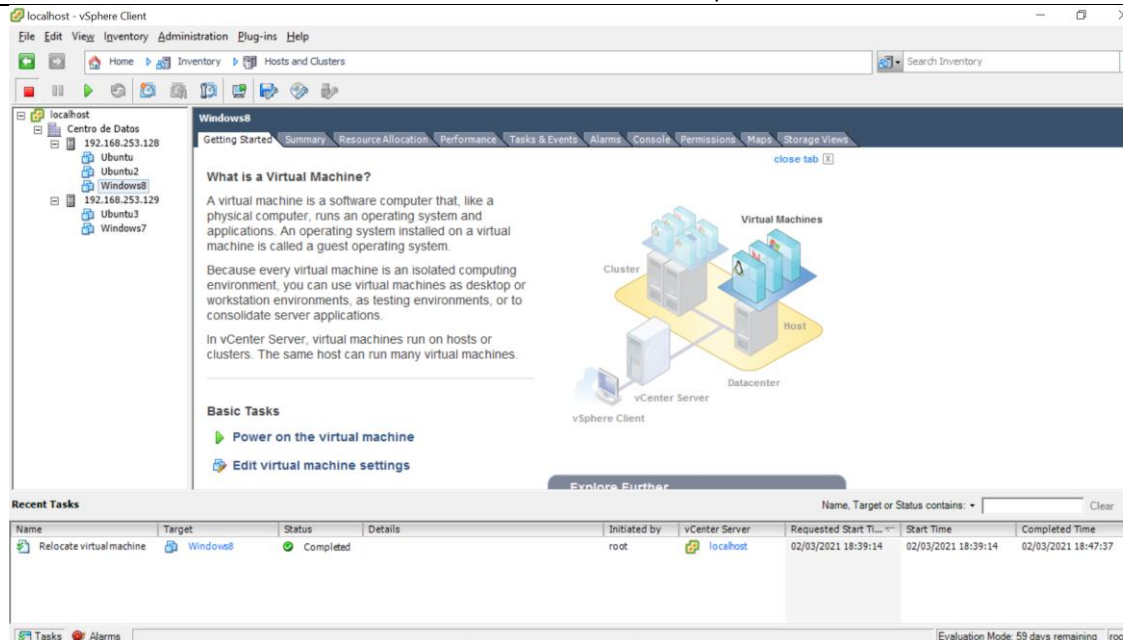 localhost - vSphere Client
File Edit View Inventory Administration Plug-ins Help
Home Inventory Hosts and Clusters
Search Inventory
localhost
Centro de Datos
192.168.253.128
Ubuntu
Ubuntu2
Windows8
192.168.253.129
Ubuntu3
Windows7
Windows8
Getting Started Summary Resource Allocation Performance Tasks & Events Alarms Console Permissions Maps Storage Views
close tab X
What is a Virtual Machine?
A virtual machine is a software computer that, like a
physical computer, runs an operating system and
applications. An operating system installed on a virtual
machine is called a guest operating system.
Because every virtual machine is an isolated computing
environment, you can use virtual machines as desktop or
workstation environments, as testing environments, or to
consolidate server applications.
In vCenter Server, virtual machines run on hosts or
clusters. The same host can run many virtual machines.
Virtual Machines
Cluster
Host
Datacenter
vCenter Server
vSphere Client
Basic Tasks
Power on the virtual machine
Edit virtual machine settings
Explore Further
Recent Tasks
Name, Target or Status contains: Clear
Name Target Status Details Initiated by vCenter Server Requested Start Ti... Start Time Completed Time
Relocate virtual machine Windows8 Completed root localhost 02/03/2021 18:39:14 02/03/2021 18:39:14 02/03/2021 18:47:37
Tasks Alarms Evaluation Mode: 59 days remaining